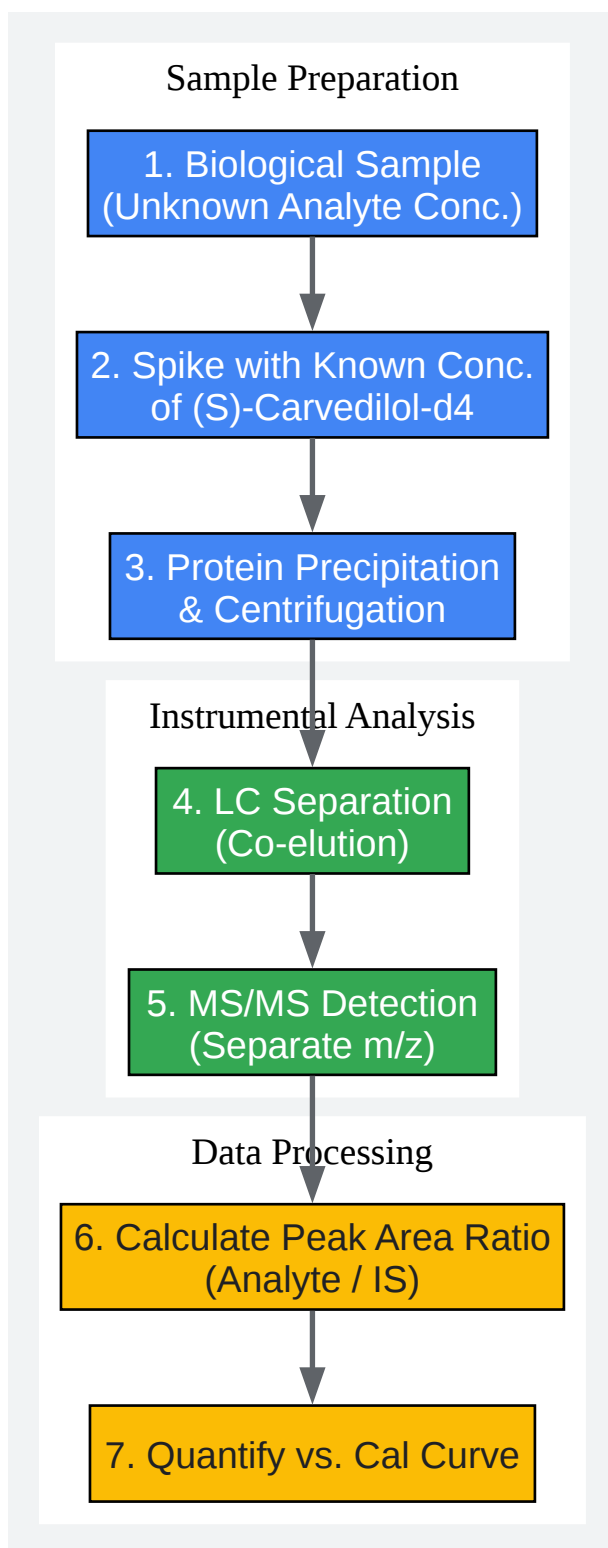 Sample Preparation
1. Biological Sample
(Unknown Analyte Conc.)
2. Spike with Known Conc.
of (S)-Carvedilol-d4
3. Protein Precipitation
& Centrifugation
Instrumental Analysis
4. LC Separation
(Co-elution)
5. MS/MS Detection
(Separate m/z)
Data Processing
6. Calculate Peak Area Ratio
(Analyte / IS)
7. Quantify vs. Cal Curve